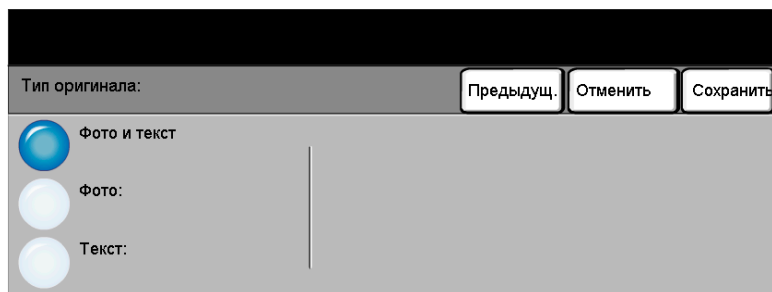 Тип оригинала:
Предыдущ. Отменить Сохранить
Фото и текст
Фото:
Текст: